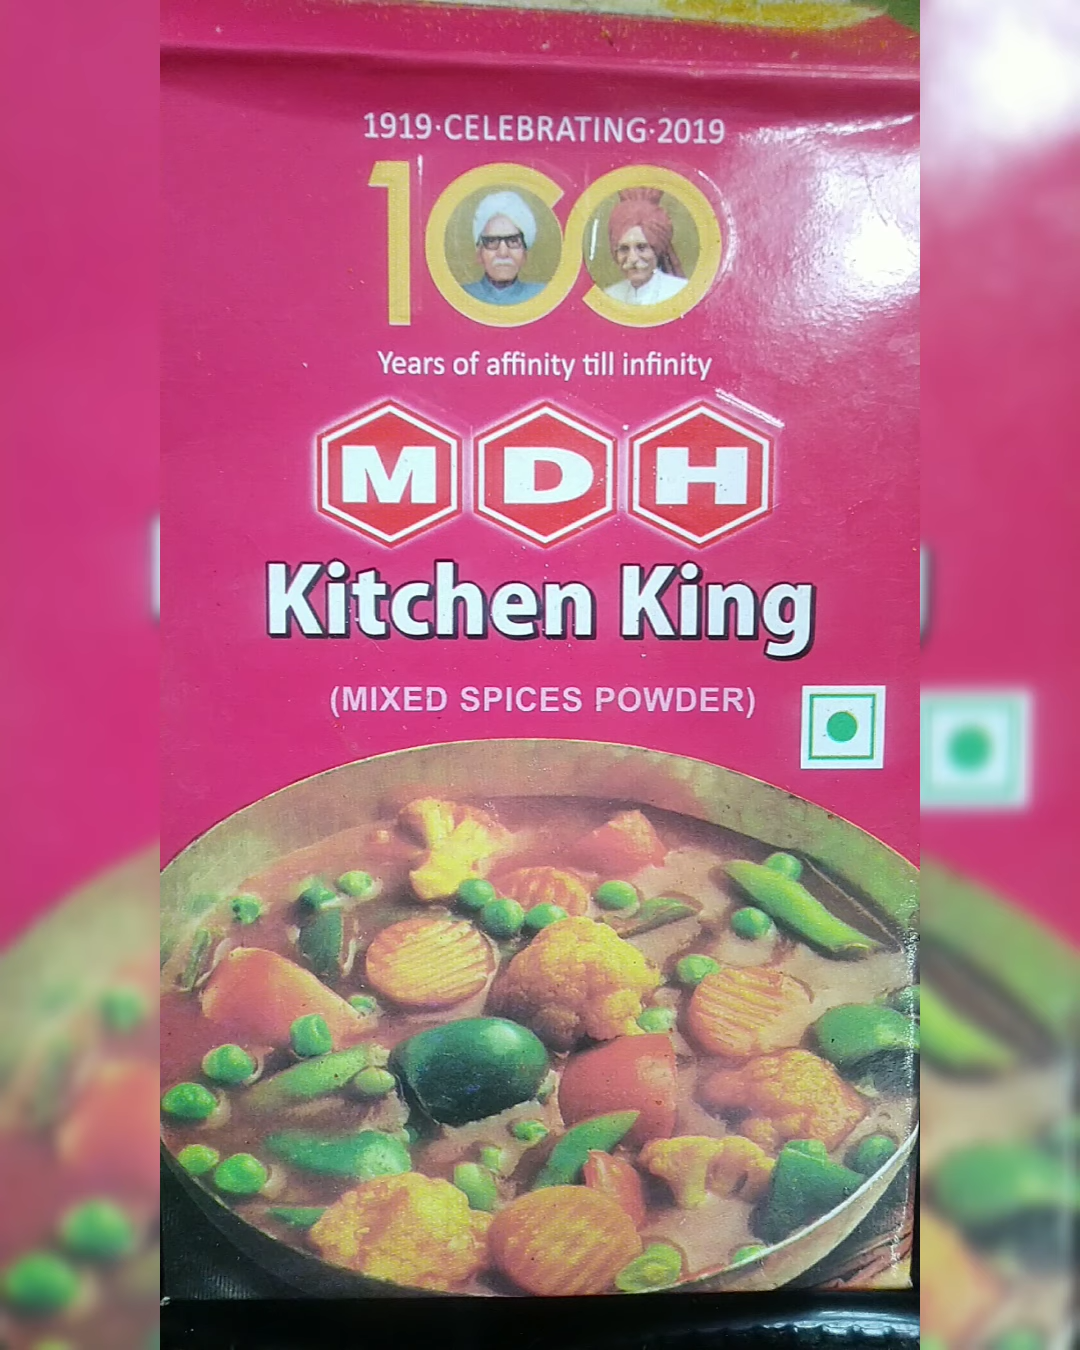 1919·CELEBRATING·2019
100
Years of affinity till infinity
MDH
Kitchen King
(MIXED SPICES POWDER)